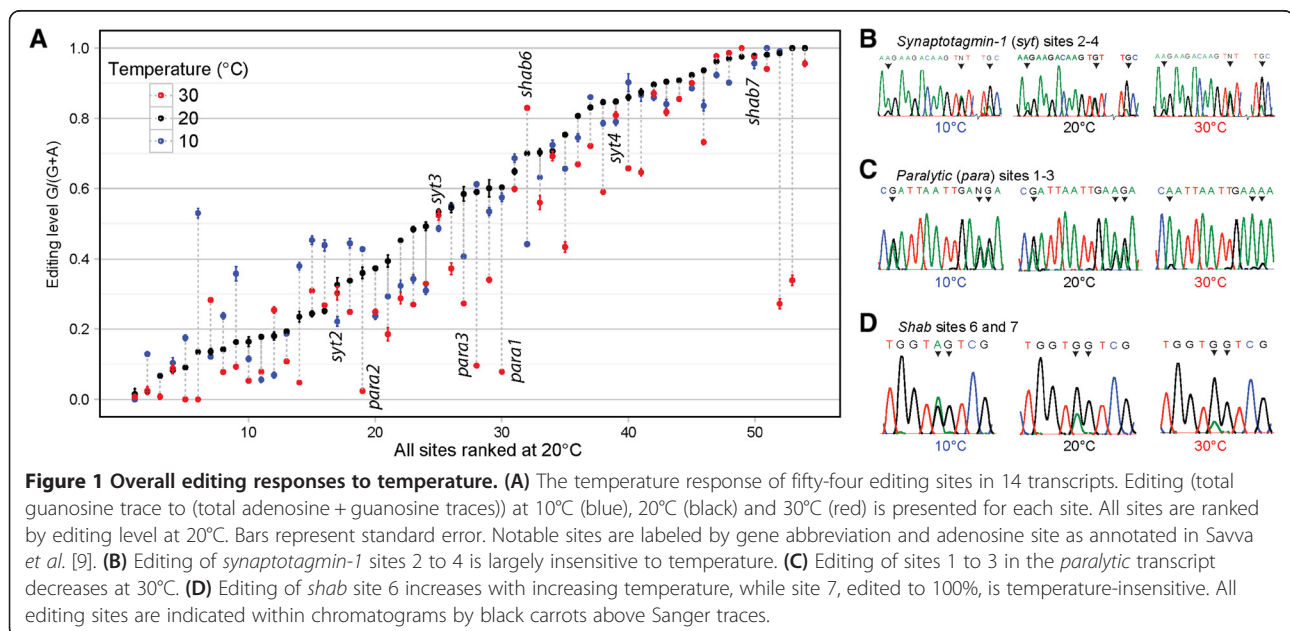 A
Temperature (°C)
30
20
10
Editing level G/(G+A)
1.0
0.8
0.6
0.4
0.2
0.0
syt2
para2
syt3
para3
para1
shab6
syt4
shab7
10
20
30
40
50
All sites ranked at 20°C
B
Synaptotagmin-1 (syt) sites 2-4
AAGAAGACAAGTNT TGC
AAGAAGACAAGTGT TGC
AAGAAGACAAGTNT TGC
10°C
20°C
30°C
C
Paralytic (para) sites 1-3
CGATTAATTGANGA
CGATTAATTGAAGA
CAATTAATTGAAAA
10°C
20°C
30°C
D
Shab sites 6 and 7
TGGTAGTCG
TGGTGGTCG
TGGTGGTCG
10°C
20°C
30°C
Figure 1 Overall editing responses to temperature. (A) The temperature response of fifty-four editing sites in 14 transcripts. Editing (total
guanosine trace to (total adenosine + guanosine traces)) at 10°C (blue), 20°C (black) and 30°C (red) is presented for each site. All sites are ranked
by editing level at 20°C. Bars represent standard error. Notable sites are labeled by gene abbreviation and adenosine site as annotated in Savva
et al. [9]. (B) Editing of synaptotagmin-1 sites 2 to 4 is largely insensitive to temperature. (C) Editing of sites 1 to 3 in the paralytic transcript
decreases at 30°C. (D) Editing of shab site 6 increases with increasing temperature, while site 7, edited to 100%, is temperature-insensitive. All
editing sites are indicated within chromatograms by black carrots above Sanger traces.